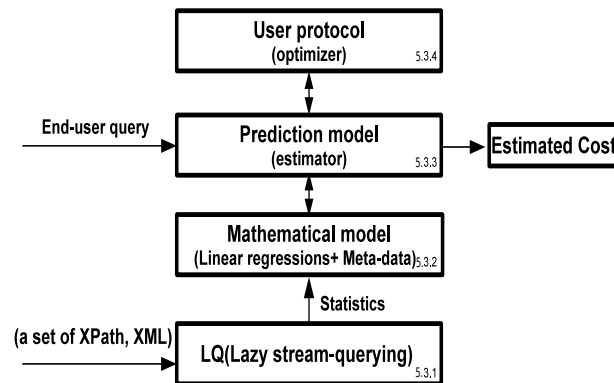 User protocol
(optimizer)
5.3.4
End-user query
Prediction model
(estimator)
5.3.3
Estimated Cost
Mathematical model
(Linear regressions+ Meta-data)
5.3.2
Statistics
(a set of XPath, XML)
LQ(Lazy stream-querying)
5.3.1